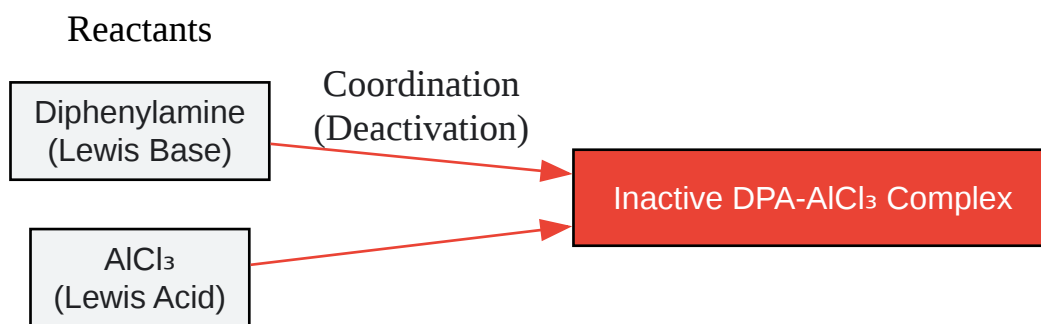 Reactants
Diphenylamine
(Lewis Base)
Coordination
(Deactivation)
Inactive DPA-AlCl₃ Complex
AlCl₃
(Lewis Acid)